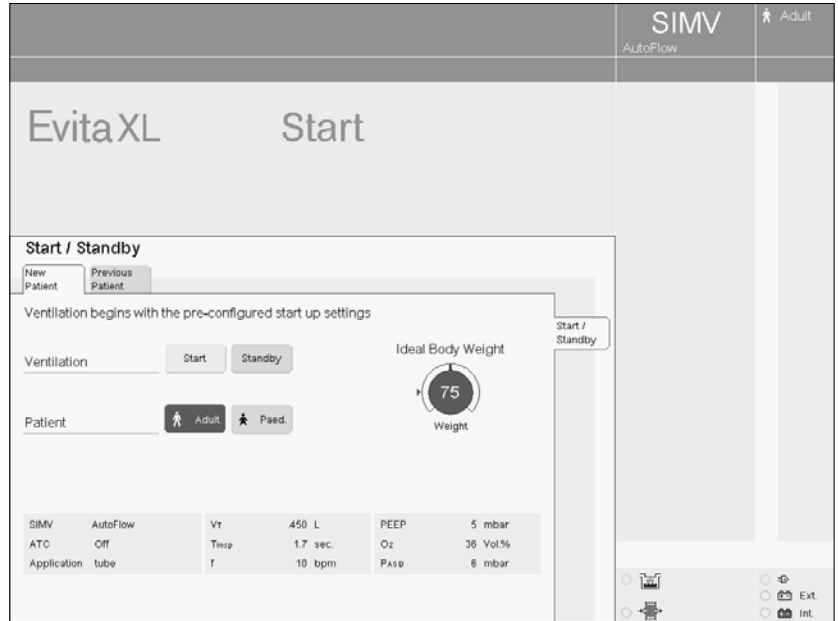 SIMV
Adult
AutoFlow
Evita XL Start
Start / Standby
New Patient
Previous Patient
Ventilation begins with the pre-configured start up settings
Start / Standby
Ventilation Start Standby
Ideal Body Weight
75
Weight
Patient Adult Paed.
SIMV AutoFlow VT .450 L PEEP 5 mbar
ATC Off Tinsp 1.7 sec. O2 36 Vol.%
Application tube f 10 bpm PASB 6 mbar
Ext.
Int.